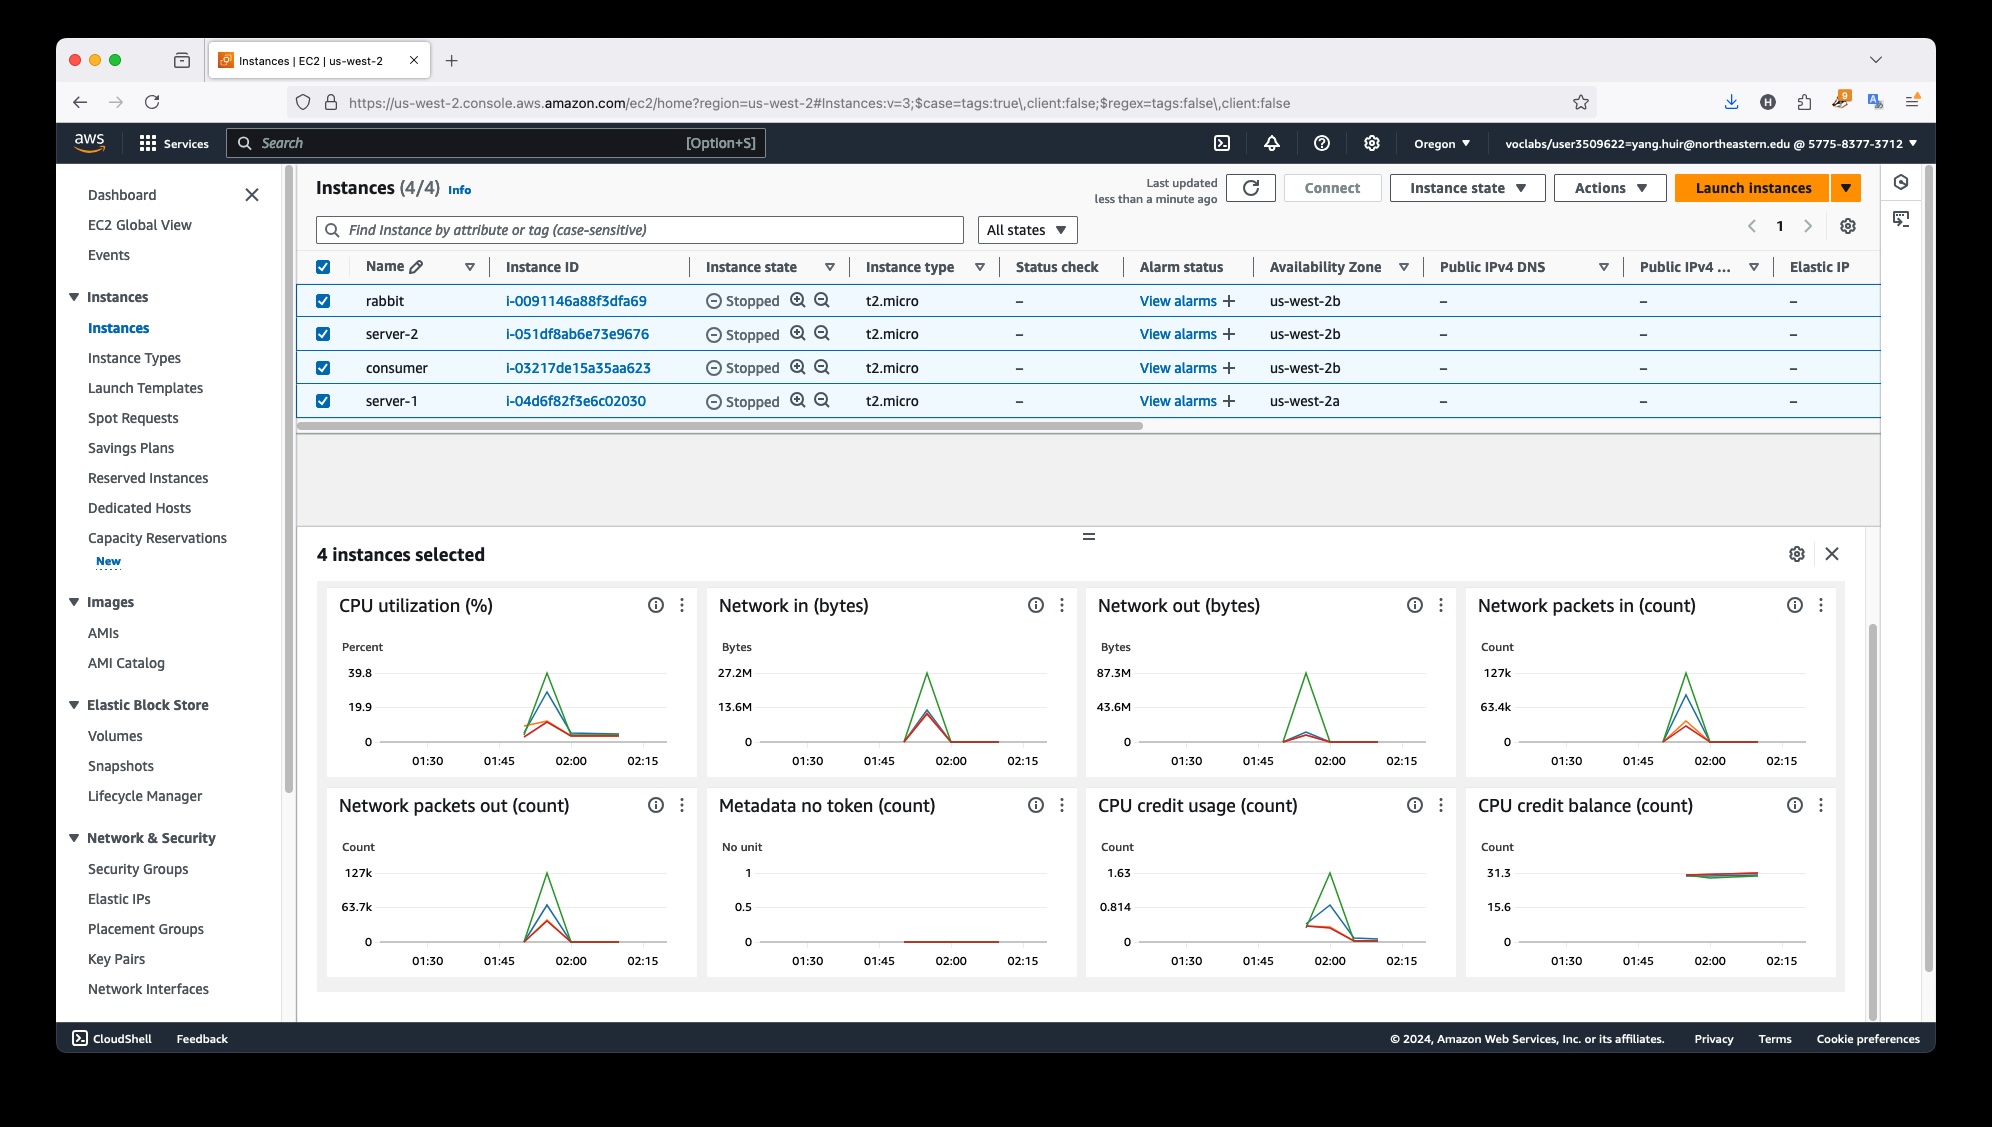 Instances | EC2 | us-west-2
https://us-west-2.console.aws.amazon.com/ec2/home?region=us-west-2#Instances:v=3;$case=tags:true\,client:false;$regex=tags:false\,client:false
9
H
aws
Services
Search
[Option+S]
Oregon
voclabs/user3509622=yang.huir@northeastern.edu @ 5775-8377-3712
Dashboard
EC2 Global View
Events
Instances
Instances
Instance Types
Launch Templates
Spot Requests
Savings Plans
Reserved Instances
Dedicated Hosts
Capacity Reservations
New
Images
AMIs
AMI Catalog
Elastic Block Store
Volumes
Snapshots
Lifecycle Manager
Network & Security
Security Groups
Elastic IPs
Placement Groups
Key Pairs
Network Interfaces
Instances (4/4) Info
Last updated
less than a minute ago
Connect
Instance state
Actions
Launch instances
Find Instance by attribute or tag (case-sensitive)
All states
1
Name Instance ID Instance state Instance type Status check Alarm status Availability Zone Public IPv4 DNS Public IPv4 ... Elastic IP
rabbit i-0091146a88f3dfa69 Stopped t2.micro – View alarms + us-west-2b – – –
server-2 i-051df8ab6e73e9676 Stopped t2.micro – View alarms + us-west-2b – – –
consumer i-03217de15a35aa623 Stopped t2.micro – View alarms + us-west-2b – – –
server-1 i-04d6f82f3e6c02030 Stopped t2.micro – View alarms + us-west-2a – – –
4 instances selected
CPU utilization (%)
Percent
39.8
19.9
0
01:30 01:45 02:00 02:15
Network in (bytes)
Bytes
27.2M
13.6M
0
01:30 01:45 02:00 02:15
Network out (bytes)
Bytes
87.3M
43.6M
0
01:30 01:45 02:00 02:15
Network packets in (count)
Count
127k
63.4k
0
01:30 01:45 02:00 02:15
Network packets out (count)
Count
127k
63.7k
0
01:30 01:45 02:00 02:15
Metadata no token (count)
No unit
1
0.5
0
01:30 01:45 02:00 02:15
CPU credit usage (count)
Count
1.63
0.814
0
01:30 01:45 02:00 02:15
CPU credit balance (count)
Count
31.3
15.6
0
01:30 01:45 02:00 02:15
CloudShell Feedback
© 2024, Amazon Web Services, Inc. or its affiliates. Privacy Terms Cookie preferences